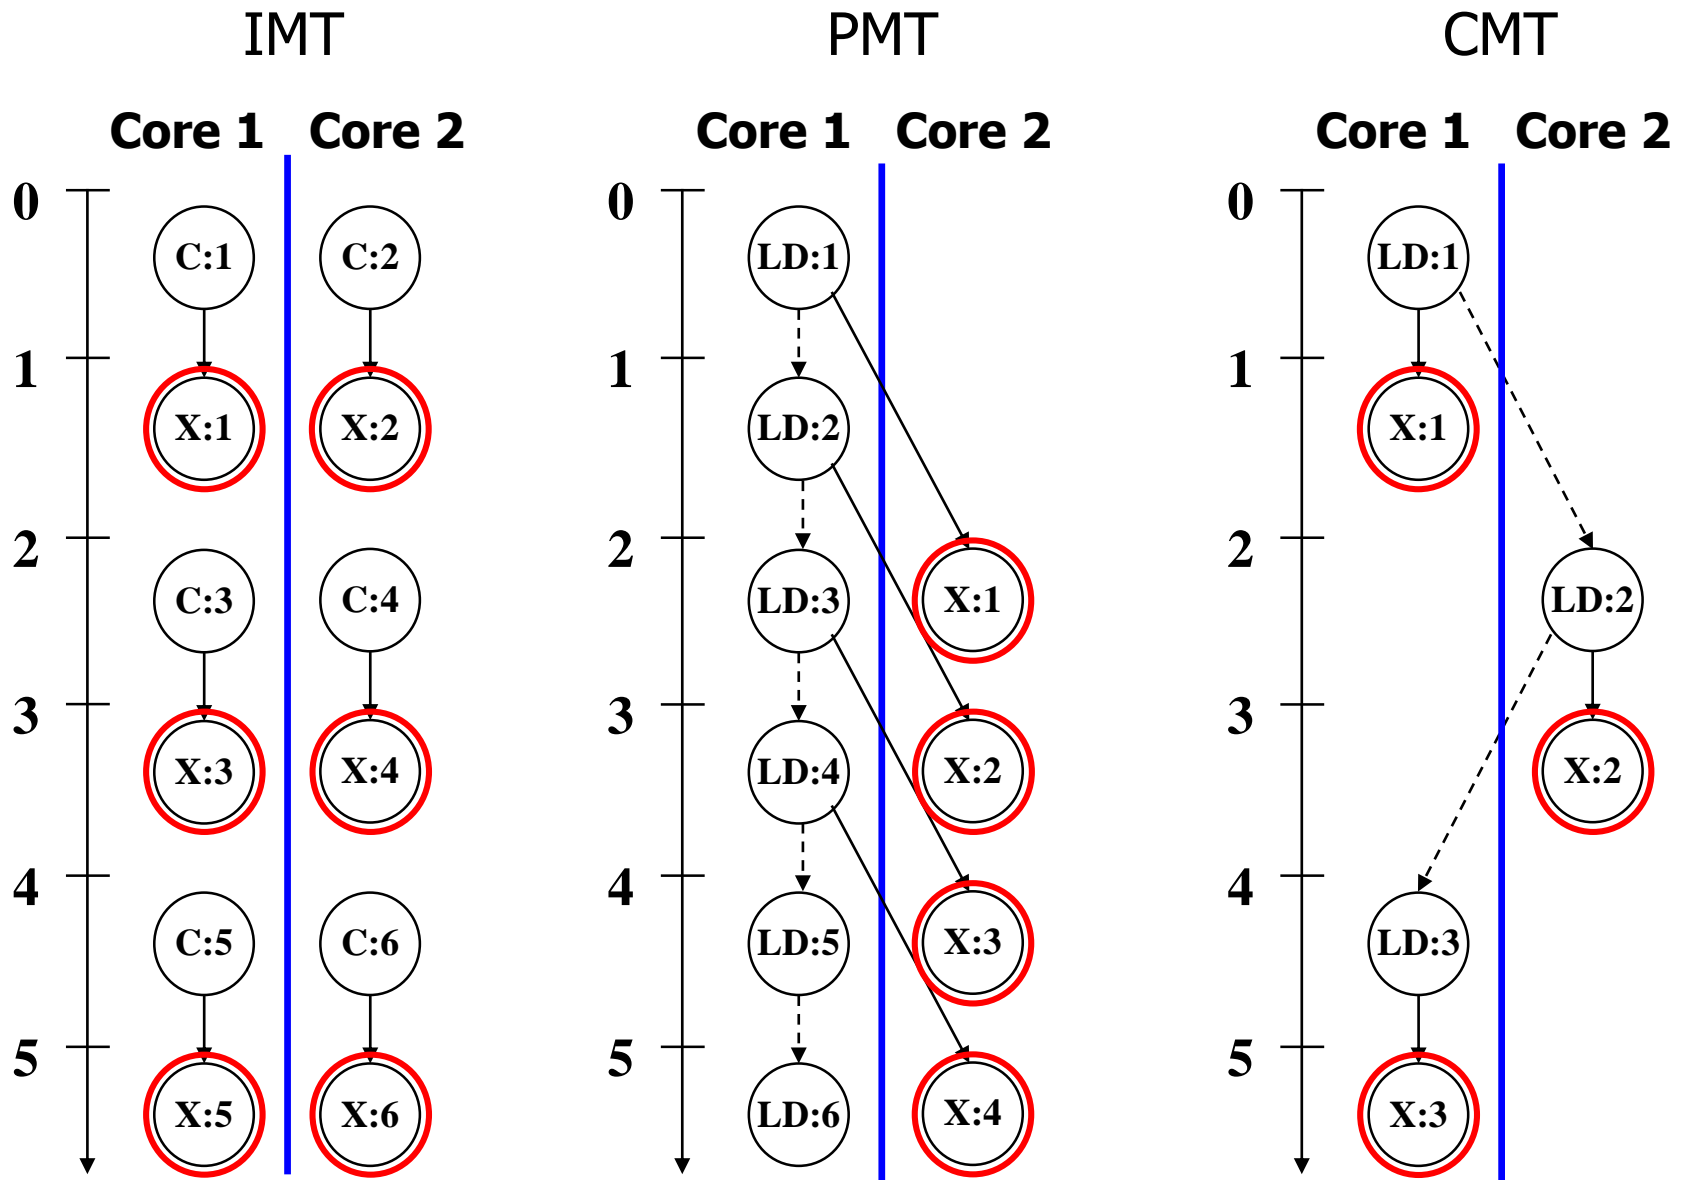 IMT PMT CMT
Core 1 Core 2 Core 1 Core 2 Core 1 Core 2
0 0 0
C:1 C:2 LD:1 LD:1
1 1 1
X:1 X:2 LD:2 X:1
2 2 2
C:3 C:4 LD:3 X:1 LD:2
3 3 3
X:3 X:4 LD:4 X:2 X:2
4 4 4
C:5 C:6 LD:5 X:3 LD:3
5 5 5
X:5 X:6 LD:6 X:4 X:3